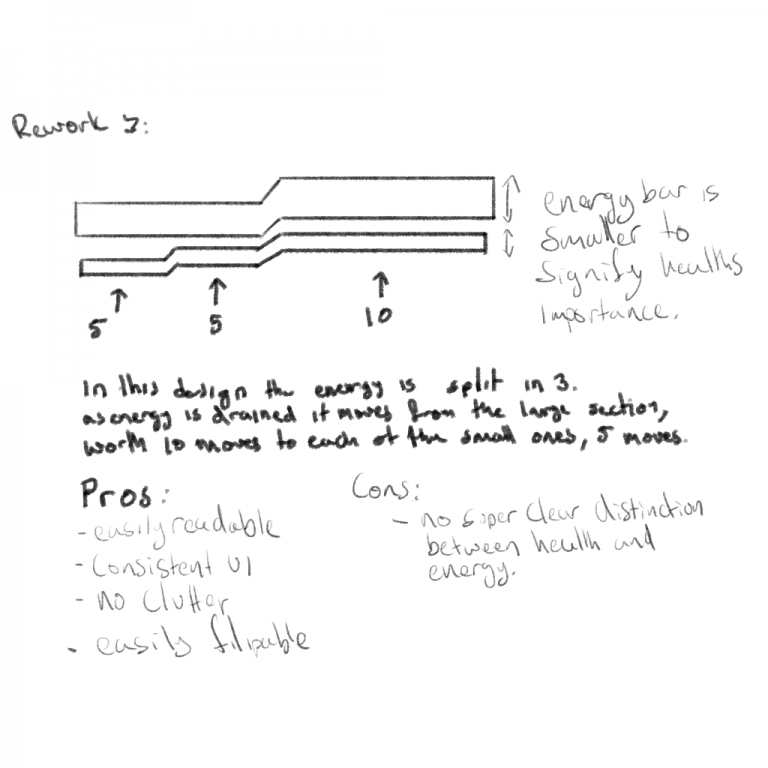 Rework 3:
energy bar is
smaller to
signify healths
importance.
5
5
10
In this design the energy is split in 3.
as energy is drained it moves from the large section,
worth 10 moves to each of the small ones, 5 moves.
Pros:
- easily readable
- Consistent UI
- no Clutter
- easily flipable
Cons:
- no super clear distinction
between health and
energy.